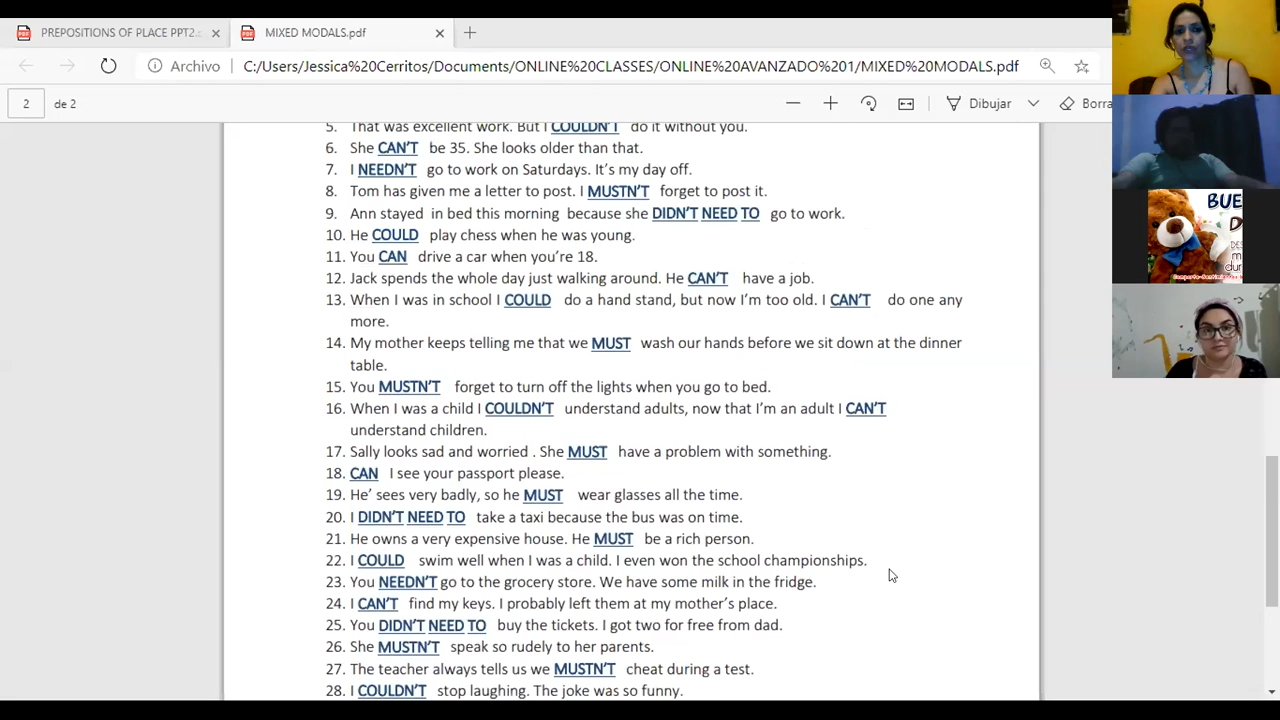 PREPOSITIONS OF PLACE PPT2.
MIXED MODALS.pdf
Archivo
C:/Users/Jessica%20Cerritos/Documents/ONLINE%20CLASSES/ONLINE%20AVANZADO%201/MIXED%20MODALS.pdf
2 de 2
Dibujar
Borra
5. That was excellent work. But I COULDN'T do it without you.
6. She CAN'T be 35. She looks older than that.
7. I NEEDN'T go to work on Saturdays. It's my day off.
8. Tom has given me a letter to post. I MUSTN'T forget to post it.
9. Ann stayed in bed this morning because she DIDN'T NEED TO go to work.
10. He COULD play chess when he was young.
11. You CAN drive a car when you're 18.
12. Jack spends the whole day just walking around. He CAN'T have a job.
13. When I was in school I COULD do a hand stand, but now I'm too old. I CAN'T do one any
more.
14. My mother keeps telling me that we MUST wash our hands before we sit down at the dinner
table.
15. You MUSTN'T forget to turn off the lights when you go to bed.
16. When I was a child I COULDN'T understand adults, now that I'm an adult I CAN'T
understand children.
17. Sally looks sad and worried . She MUST have a problem with something.
18. CAN I see your passport please.
19. He' sees very badly, so he MUST wear glasses all the time.
20. I DIDN'T NEED TO take a taxi because the bus was on time.
21. He owns a very expensive house. He MUST be a rich person.
22. I COULD swim well when I was a child. I even won the school championships.
23. You NEEDN'T go to the grocery store. We have some milk in the fridge.
24. I CAN'T find my keys. I probably left them at my mother's place.
25. You DIDN'T NEED TO buy the tickets. I got two for free from dad.
26. She MUSTN'T speak so rudely to her parents.
27. The teacher always tells us we MUSTN'T cheat during a test.
28. I COULDN'T stop laughing. The joke was so funny.
BUE